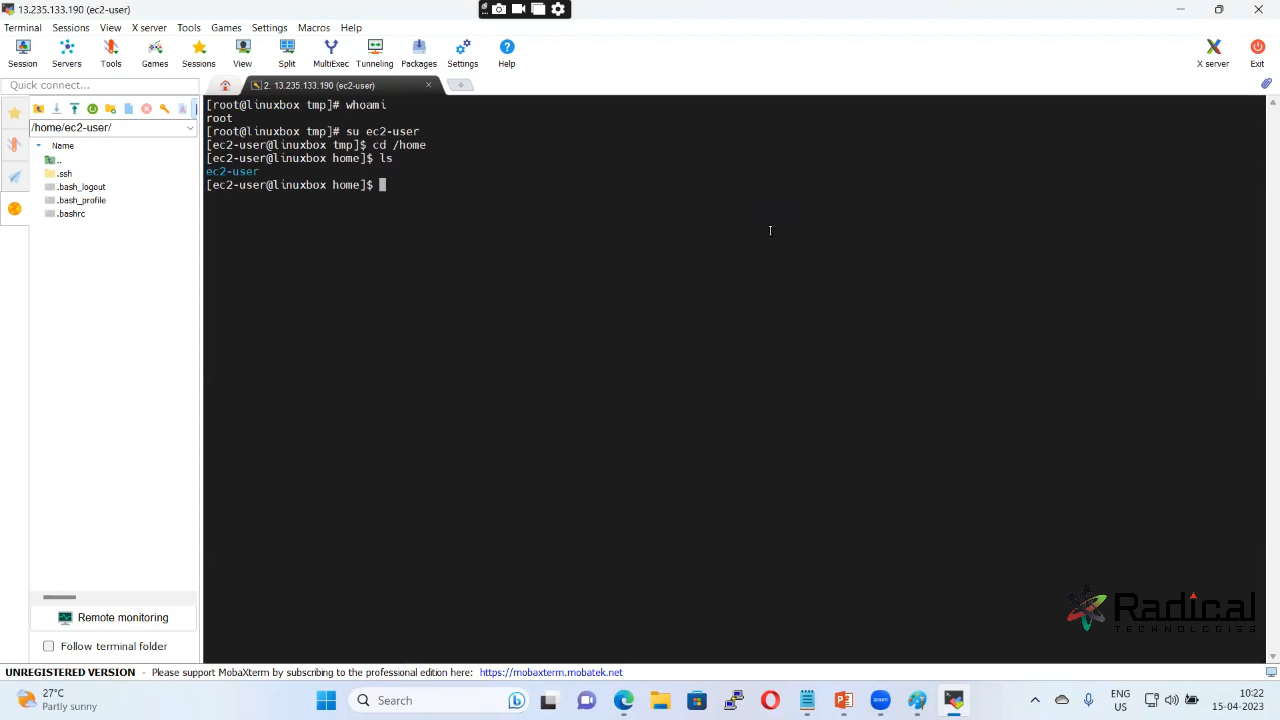 13.235.133.190 (ec2-user)
Terminal Sessions View X server Tools Games Settings Macros Help
Session Servers Tools Games Sessions View Split MultiExec Tunneling Packages Settings Help X server Exit
Quick connect...
2. 13.235.133.190 (ec2-user)
/home/ec2-user/
Name
..
.ssh
.bash_logout
.bash_profile
.bashrc
[root@linuxbox tmp]# whoami
root
[root@linuxbox tmp]# su ec2-user
[ec2-user@linuxbox tmp]$ cd /home
[ec2-user@linuxbox home]$ ls
ec2-user
[ec2-user@linuxbox home]$
Radical
TECHNOLOGIES
Remote monitoring
Follow terminal folder
UNREGISTERED VERSION - Please support MobaXterm by subscribing to the professional edition here: https://mobaxterm.mobatek.net
27°C
Partly sunny
Search
zoom
ENG
US
10:22
15-04-2023